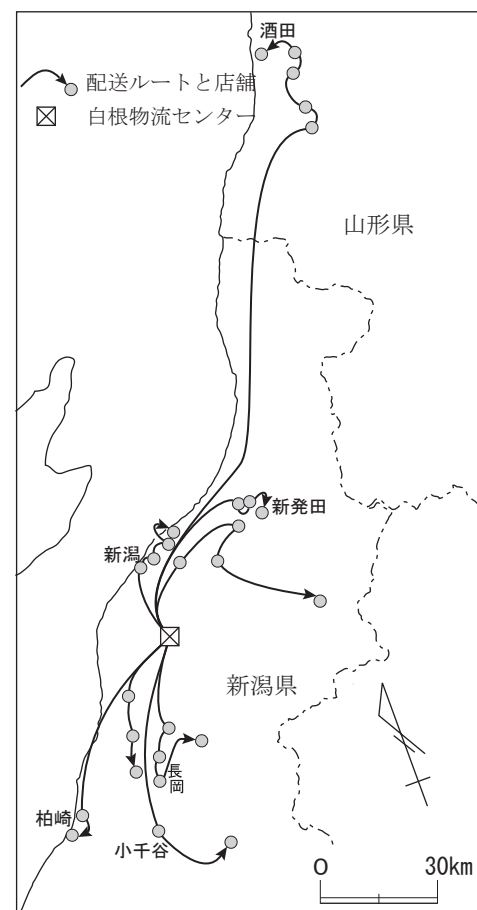 酒田
配送ルートと店舗
白根物流センター
山形県
新発田
新潟
新潟県
長岡
柏崎
小千谷
0 30km